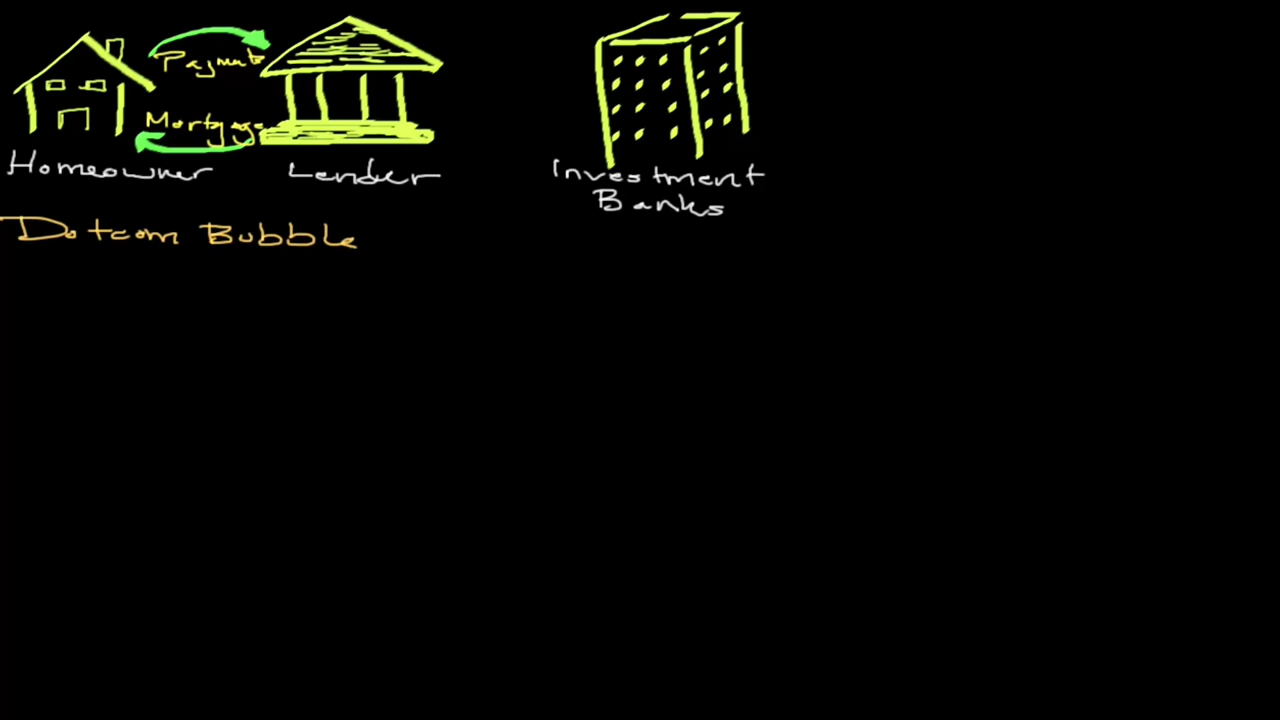 Payments
Mortgage
Homeowner
Lender
Investment
Banks
Dotcom Bubble